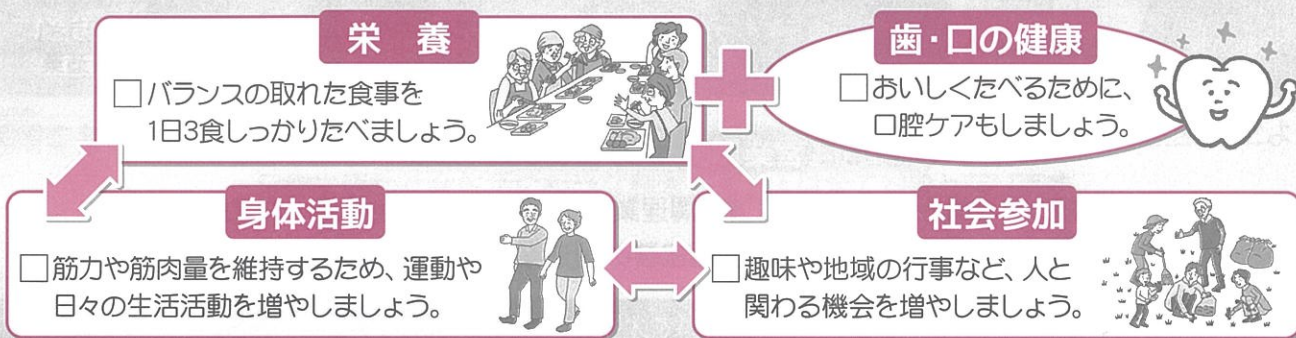 栄 養
□バランスの取れた食事を
1日3食しっかりたべましょう。
歯・口の健康
□おいしくたべるために、
口腔ケアもしましょう。
身体活動
□筋力や筋肉量を維持するため、運動や
日々の生活活動を増やしましょう。
社会参加
□趣味や地域の行事など、人と
関わる機会を増やしましょう。